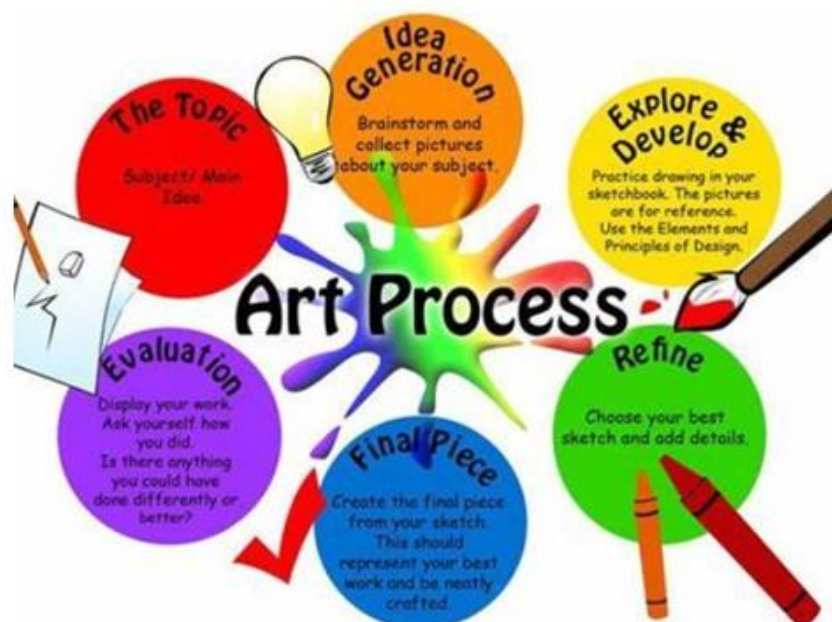 Art Process
The Topic
Subject/ Main
Idea
Idea
Generation
Brainstorm and
collect pictures
about your subject.
Explore &
Develop
Practice drawing in your
sketchbook. The pictures
are for reference.
Use the Elements and
Principles of Design.
Refine
Choose your best
sketch and add details.
Final Piece
Create the final piece
from your sketch.
This should
represent your best
work and be neatly
crafted.
Evaluation
Display your work.
Ask yourself how
you did.
Is there anything
you could have
done differently or
better?